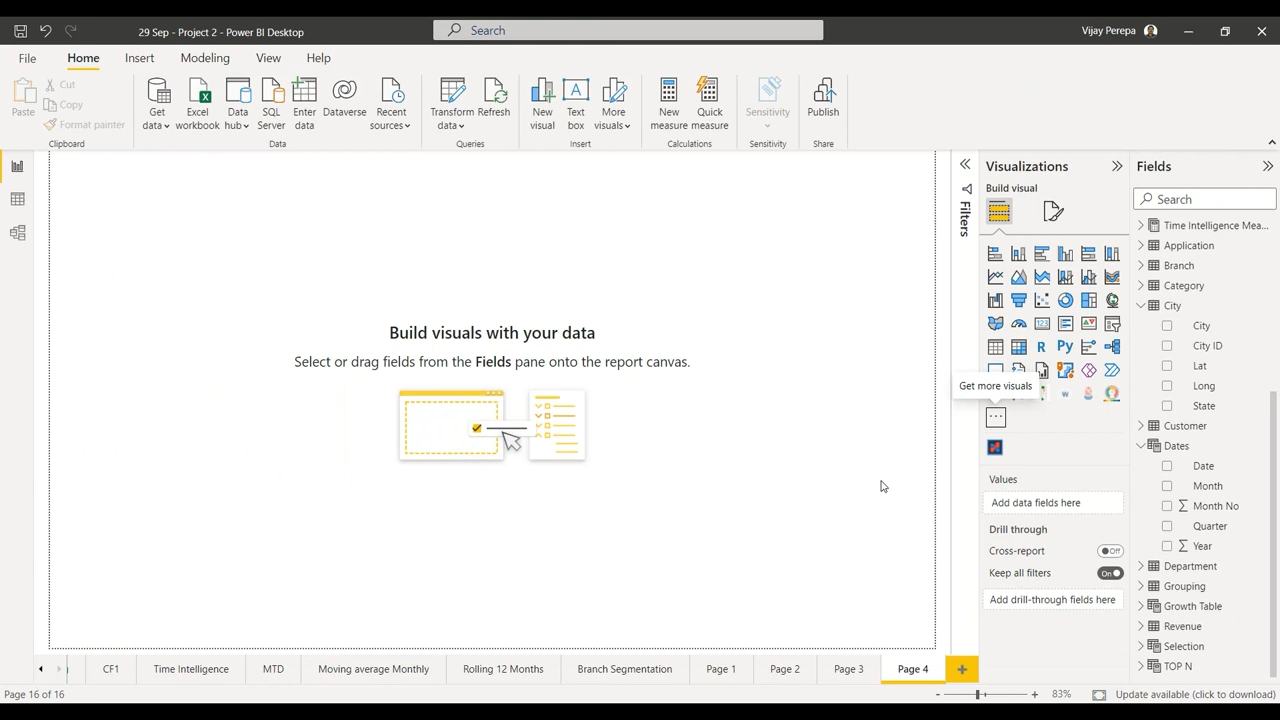 29 Sep - Project 2 - Power BI Desktop
Search
Vijay Perepa
File
Home
Insert
Modeling
View
Help
Paste
Cut
Copy
Format painter
Clipboard
Get data
Excel workbook
Data hub
SQL Server
Enter data
Dataverse
Recent sources
Data
Transform data
Refresh
Queries
New visual
Text box
More visuals
Insert
New measure
Quick measure
Calculations
Sensitivity
Sensitivity
Publish
Share
Build visuals with your data
Select or drag fields from the Fields pane onto the report canvas.
Filters
Visualizations
Build visual
R
Py
123
Get more visuals
Values
Add data fields here
Drill through
Cross-report
Off
Keep all filters
On
Add drill-through fields here
Fields
Search
Time Intelligence Mea...
Application
Branch
Category
City
City
City ID
Lat
Long
State
Customer
Dates
Date
Month
Σ Month No
Quarter
Σ Year
Department
Grouping
Growth Table
Revenue
Selection
TOP N
CF1
Time Intelligence
MTD
Moving average Monthly
Rolling 12 Months
Branch Segmentation
Page 1
Page 2
Page 3
Page 4
+
Page 16 of 16
- + 83%
Update available (click to download)